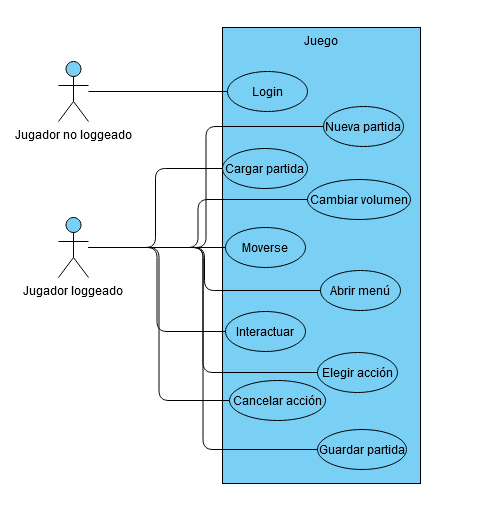 Juego
Login
Jugador no loggeado
Nueva partida
Cargar partida
Cambiar volumen
Moverse
Jugador loggeado
Abrir menú
Interactuar
Elegir acción
Cancelar acción
Guardar partida